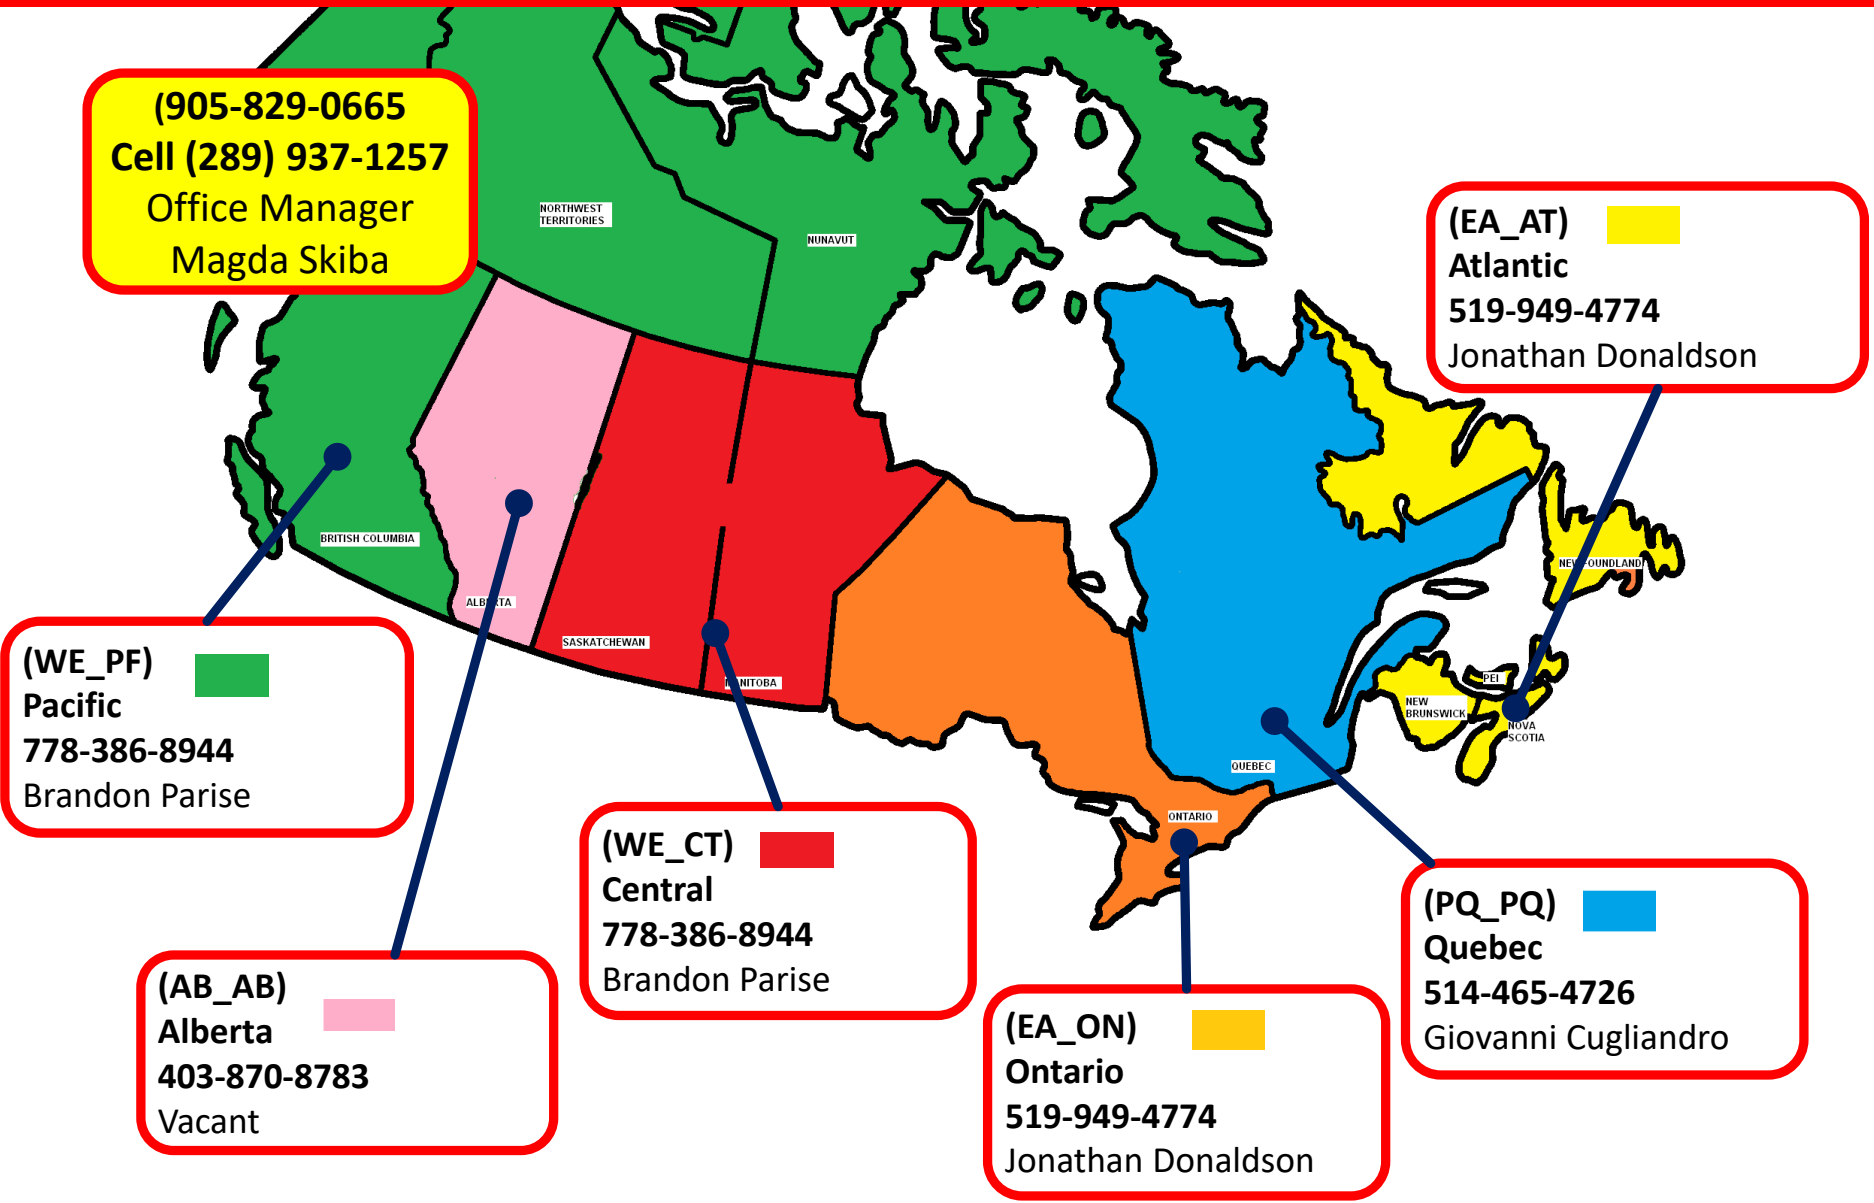 (905-829-0665
Cell (289) 937-1257
Office Manager
Magda Skiba
NORTHWEST
TERRITORIES
NUNAVUT
(EA_AT)
Atlantic
519-949-4774
Jonathan Donaldson
BRITISH COLUMBIA
ALBERTA
SASKATCHEWAN
MANITOBA
NEWFOUNDLAND
PEI
NEW
BRUNSWICK
NOVA
SCOTIA
QUEBEC
ONTARIO
(WE_PF)
Pacific
778-386-8944
Brandon Parise
(WE_CT)
Central
778-386-8944
Brandon Parise
(PQ_PQ)
Quebec
514-465-4726
Giovanni Cugliandro
(AB_AB)
Alberta
403-870-8783
Vacant
(EA_ON)
Ontario
519-949-4774
Jonathan Donaldson